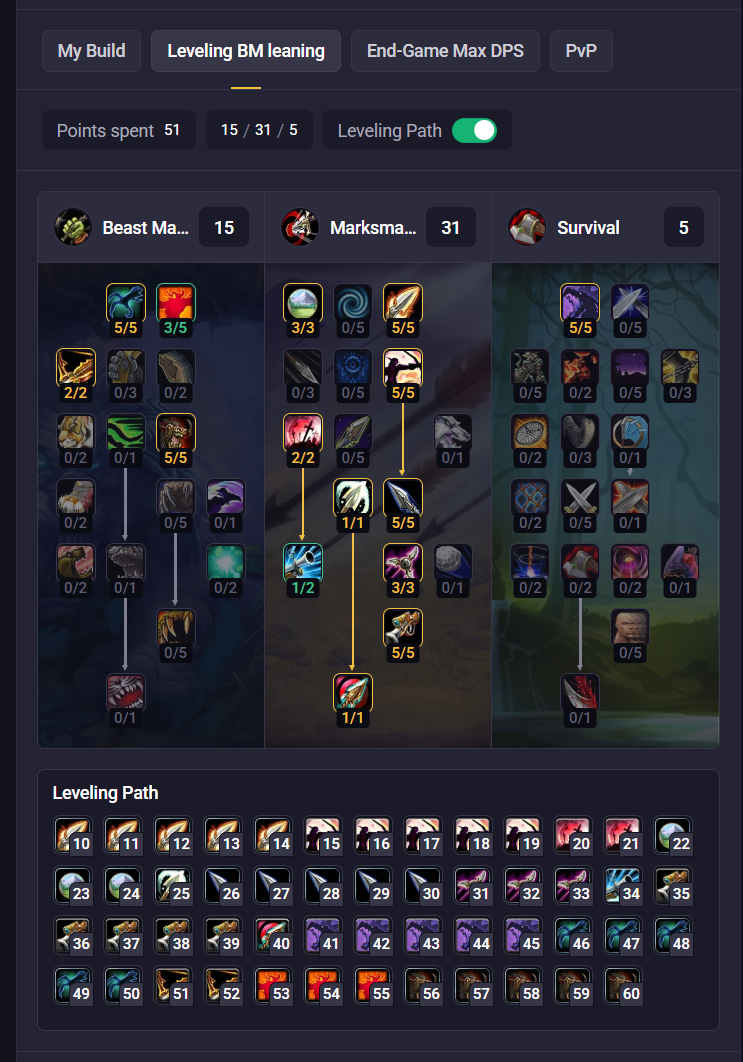 My Build Leveling BM leaning End-Game Max DPS PvP
Points spent 51 15 / 31 / 5 Leveling Path
Beast Ma... 15 Marksma... 31 Survival 5
5/5 3/5 3/3 0/5 5/5 5/5 0/5
2/2 0/3 0/2 0/3 0/5 5/5 0/5 0/2 0/5 0/3
0/2 0/1 5/5 2/2 0/5 0/1 0/2 0/3 0/1
0/2 0/5 0/1 1/1 5/5 0/2 0/5 0/1
0/2 0/1 0/2 1/2 3/3 0/1 0/2 0/2 0/2 0/1
0/5 5/5 0/5
0/1 1/1 0/1
Leveling Path
10 11 12 13 14 15 16 17 18 19 20 21 22
23 24 25 26 27 28 29 30 31 32 33 34 35
36 37 38 39 40 41 42 43 44 45 46 47 48
49 50 51 52 53 54 55 56 57 58 59 60